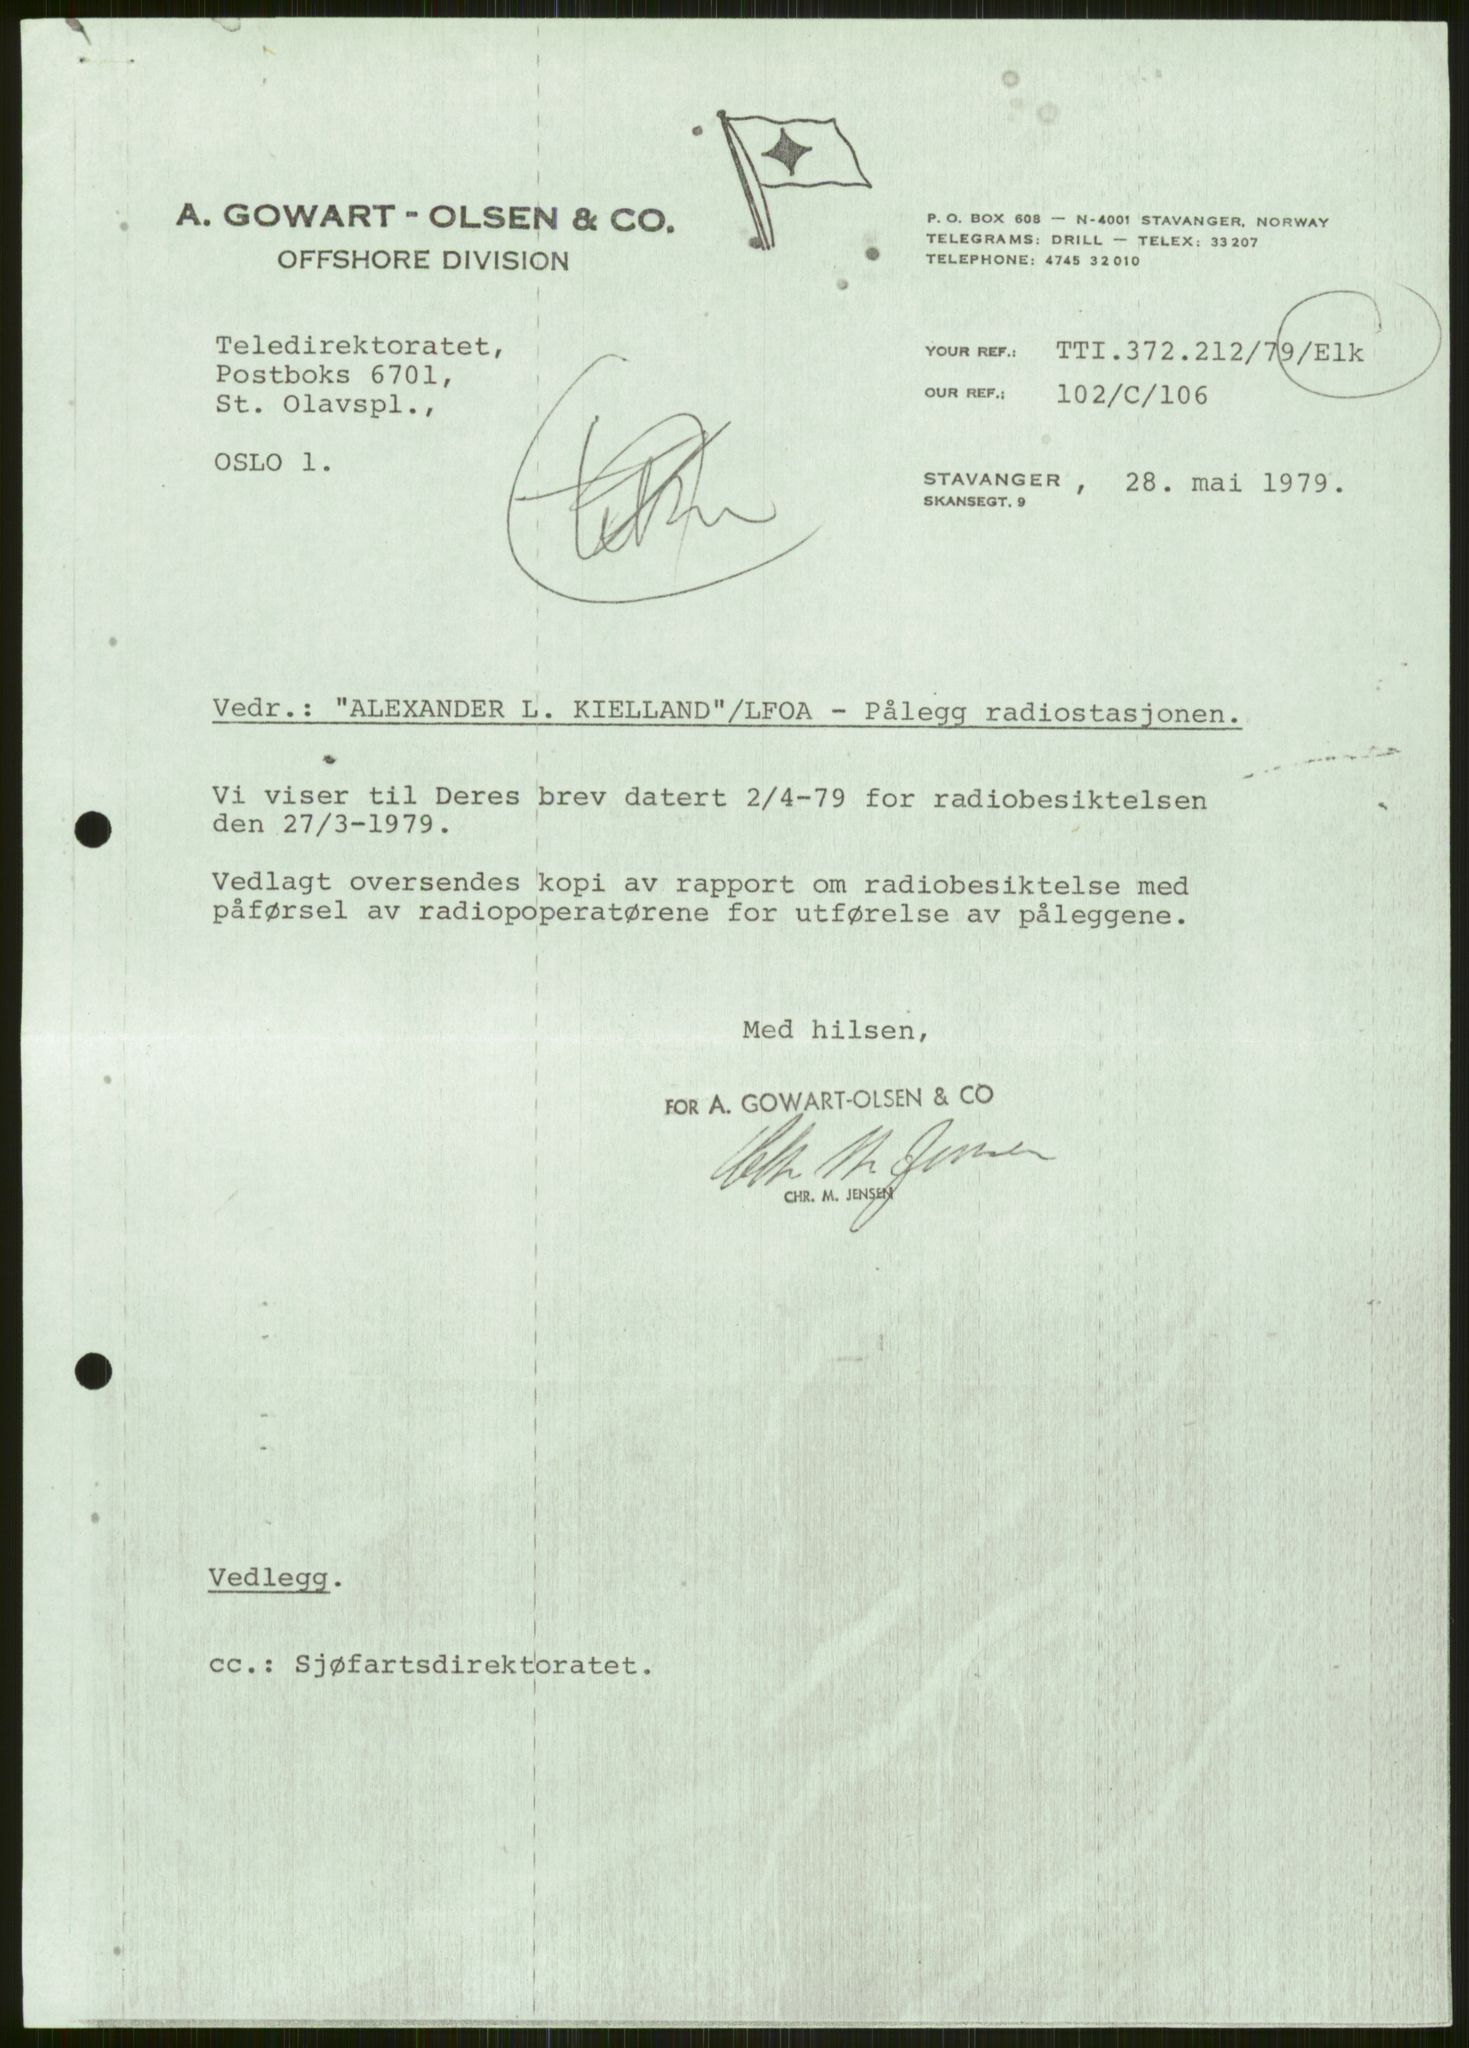 A. GOWART - OLSEN & CO.
OFFSHORE DIVISION
P. O. BOX 608 — N-4001 STAVANGER, NORWAY
TELEGRAMS: DRILL — TELEX: 33207
TELEPHONE: 4745 32010
Teledirektoratet,
Postboks 6701,
St. Olavspl.,
OSLO 1.
YOUR REF.: TTI.372.212/79/Elk
OUR REF.: 102/C/106
STAVANGER , 28. mai 1979.
SKANSEGT. 9
Vedr.: "ALEXANDER L. KIELLAND"/LFOA - Pålegg radiostasjonen.
Vi viser til Deres brev datert 2/4-79 for radiobesiktelsen
den 27/3-1979.
Vedlagt oversendes kopi av rapport om radiobesiktelse med
påførsel av radiopoperatørene for utførelse av påleggene.
Med hilsen,
FOR A. GOWART-OLSEN & CO
Chr M. Jensen
CHR. M. JENSEN
Vedlegg.
cc.: Sjøfartsdirektoratet.